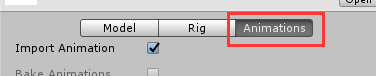 Open
Model Rig Animations
Import Animation
Bake Animations